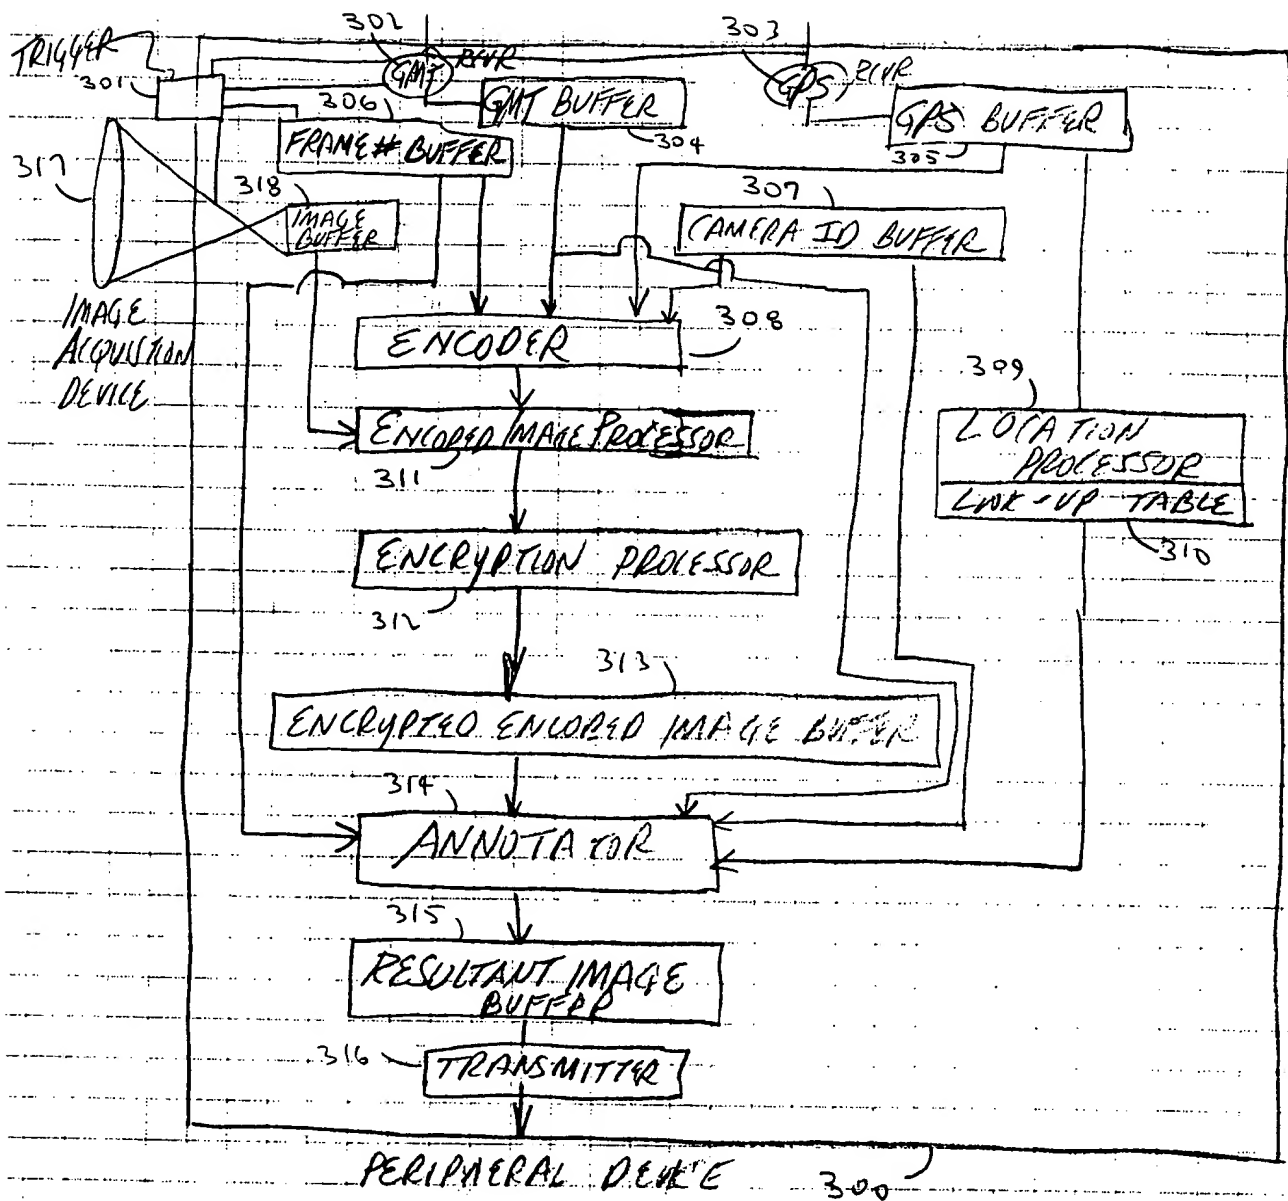 302
303
TRIGGER
301
GMT
RCVR
GPS
RCVR
306
GMT BUFFER
GPS BUFFER
304
305
FRAME# BUFFER
317
318
307
IMAGE
BUFFER
CAMERA ID BUFFER
IMAGE
ACQUISTION
DEVICE
ENCODER
308
309
ENCODED IMAGE PROCESSOR
311
LOCATION
PROCESSOR
LOOK-UP TABLE
310
ENCRYPTION PROCESSOR
312
313
ENCRYPTED ENCODED IMAGE BUFFER
314
ANNOTATOR
315
RESULTANT IMAGE
BUFFER
316
TRANSMITTER
PERIPHERAL DEVICE
300